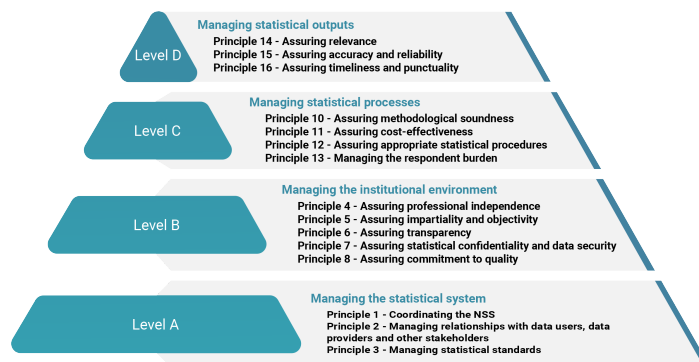 Managing statistical outputs
Level D
Principle 14 - Assuring relevance
Principle 15 - Assuring accuracy and reliability
Principle 16 - Assuring timeliness and punctuality
Managing statistical processes
Level C
Principle 10 - Assuring methodological soundness
Principle 11 - Assuring cost-effectiveness
Principle 12 - Assuring appropriate statistical procedures
Principle 13 - Managing the respondent burden
Managing the institutional environment
Level B
Principle 4 - Assuring professional independence
Principle 5 - Assuring impartiality and objectivity
Principle 6 - Assuring transparency
Principle 7 - Assuring statistical confidentiality and data security
Principle 8 - Assuring commitment to quality
Managing the statistical system
Level A
Principle 1 - Coordinating the NSS
Principle 2 - Managing relationships with data users, data
providers and other stakeholders
Principle 3 - Managing statistical standards